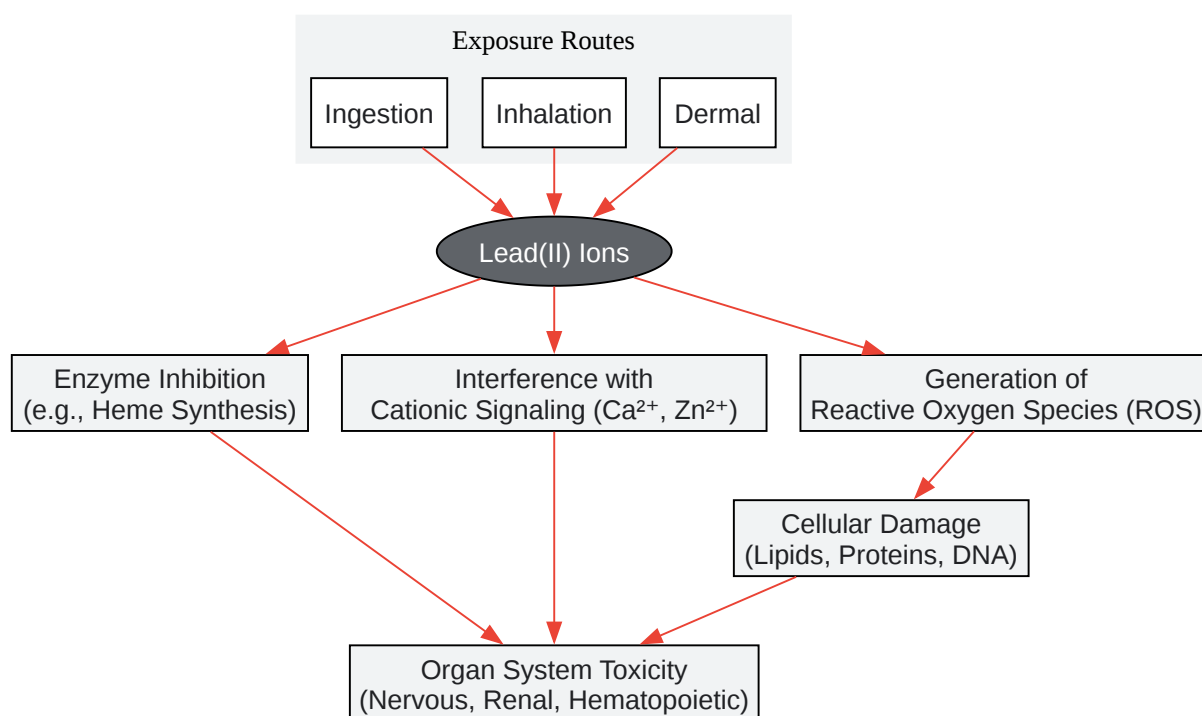 Exposure Routes
Ingestion
Inhalation
Dermal
Lead(II) Ions
Enzyme Inhibition
(e.g., Heme Synthesis)
Interference with
Cationic Signaling (Ca²⁺, Zn²⁺)
Generation of
Reactive Oxygen Species (ROS)
Cellular Damage
(Lipids, Proteins, DNA)
Organ System Toxicity
(Nervous, Renal, Hematopoietic)